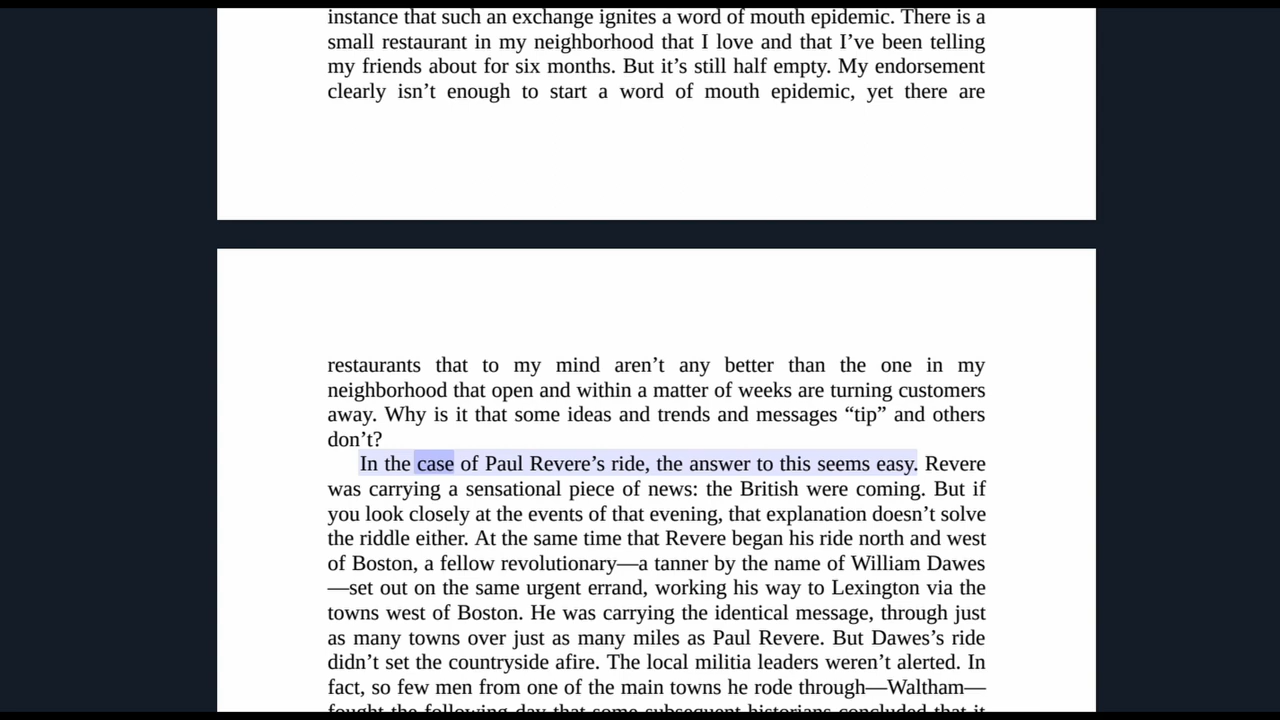 instance that such an exchange ignites a word of mouth epidemic. There is a
small restaurant in my neighborhood that I love and that I’ve been telling
my friends about for six months. But it’s still half empty. My endorsement
clearly isn’t enough to start a word of mouth epidemic, yet there are
restaurants that to my mind aren’t any better than the one in my
neighborhood that open and within a matter of weeks are turning customers
away. Why is it that some ideas and trends and messages “tip” and others
don’t?
In the case of Paul Revere’s ride, the answer to this seems easy. Revere
was carrying a sensational piece of news: the British were coming. But if
you look closely at the events of that evening, that explanation doesn’t solve
the riddle either. At the same time that Revere began his ride north and west
of Boston, a fellow revolutionary—a tanner by the name of William Dawes
—set out on the same urgent errand, working his way to Lexington via the
towns west of Boston. He was carrying the identical message, through just
as many towns over just as many miles as Paul Revere. But Dawes’s ride
didn’t set the countryside afire. The local militia leaders weren’t alerted. In
fact, so few men from one of the main towns he rode through—Waltham—
fought the following day that some subsequent historians concluded that it